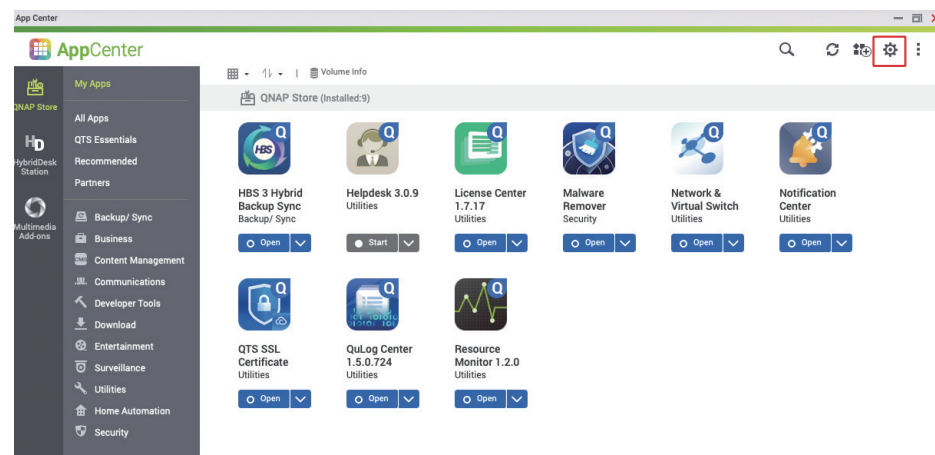 App Center
AppCenter
Volume Info
QNAP Store
HD
HybridDesk
Station
Multimedia
Add-ons
My Apps
All Apps
QTS Essentials
Recommended
Partners
Backup/ Sync
Business
Content Management
Communications
Developer Tools
Download
Entertainment
Surveillance
Utilities
Home Automation
Security
QNAP Store (Installed:9)
Q
HBS
HBS 3 Hybrid
Backup Sync
Backup/ Sync
Open
Q
Helpdesk 3.0.9
Utilities
Start
Q
License Center
1.7.17
Utilities
Open
Q
Malware
Remover
Security
Open
Q
Network &
Virtual Switch
Utilities
Open
Q
Notification
Center
Utilities
Open
Q
QTS SSL
Certificate
Utilities
Open
Q
QuLog Center
1.5.0.724
Utilities
Open
Q
Resource
Monitor 1.2.0
Utilities
Open